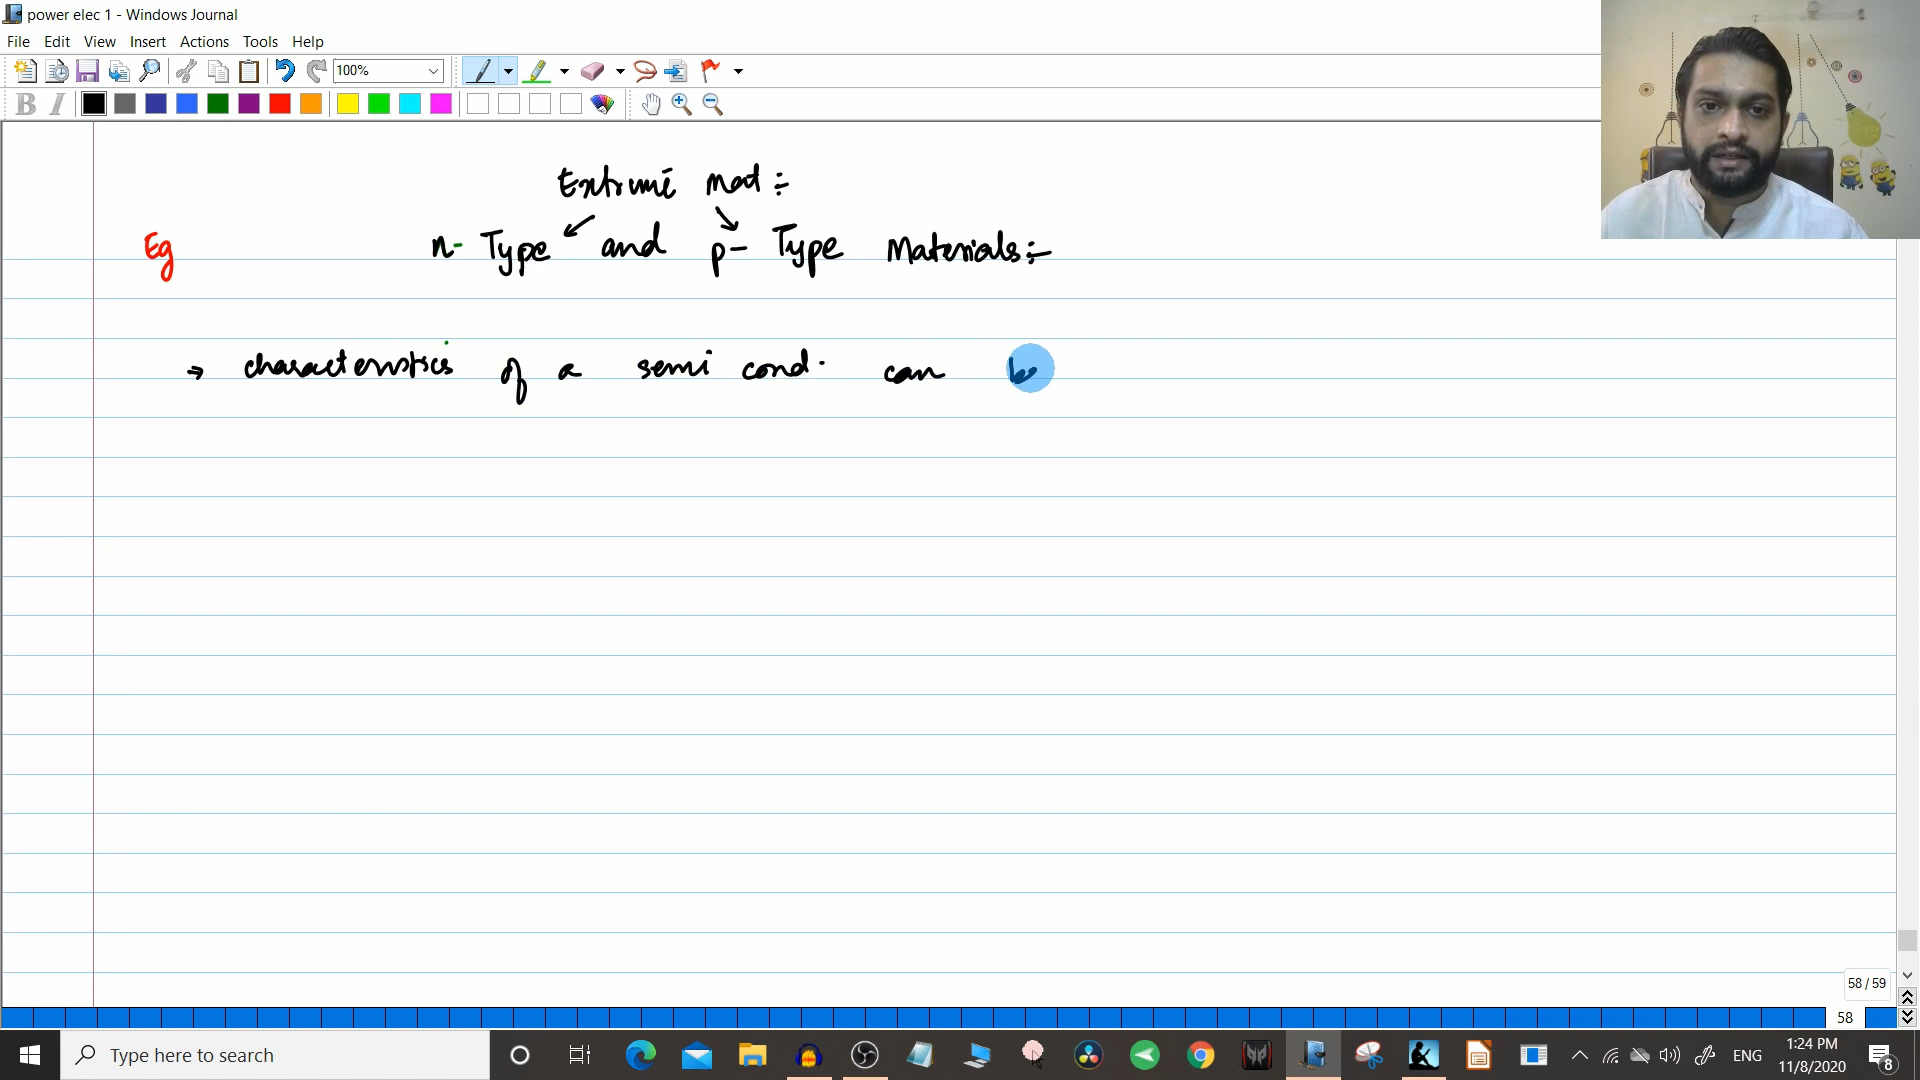 power elec 1 - Windows Journal
File Edit View Insert Actions Tools Help
100%
B I
Mat :-
Eg n- Type and p- Type Materials:-
→ characteristics of a semi cond. can be
58 / 59
58
Type here to search
ENG
1:24 PM
11/8/2020
8